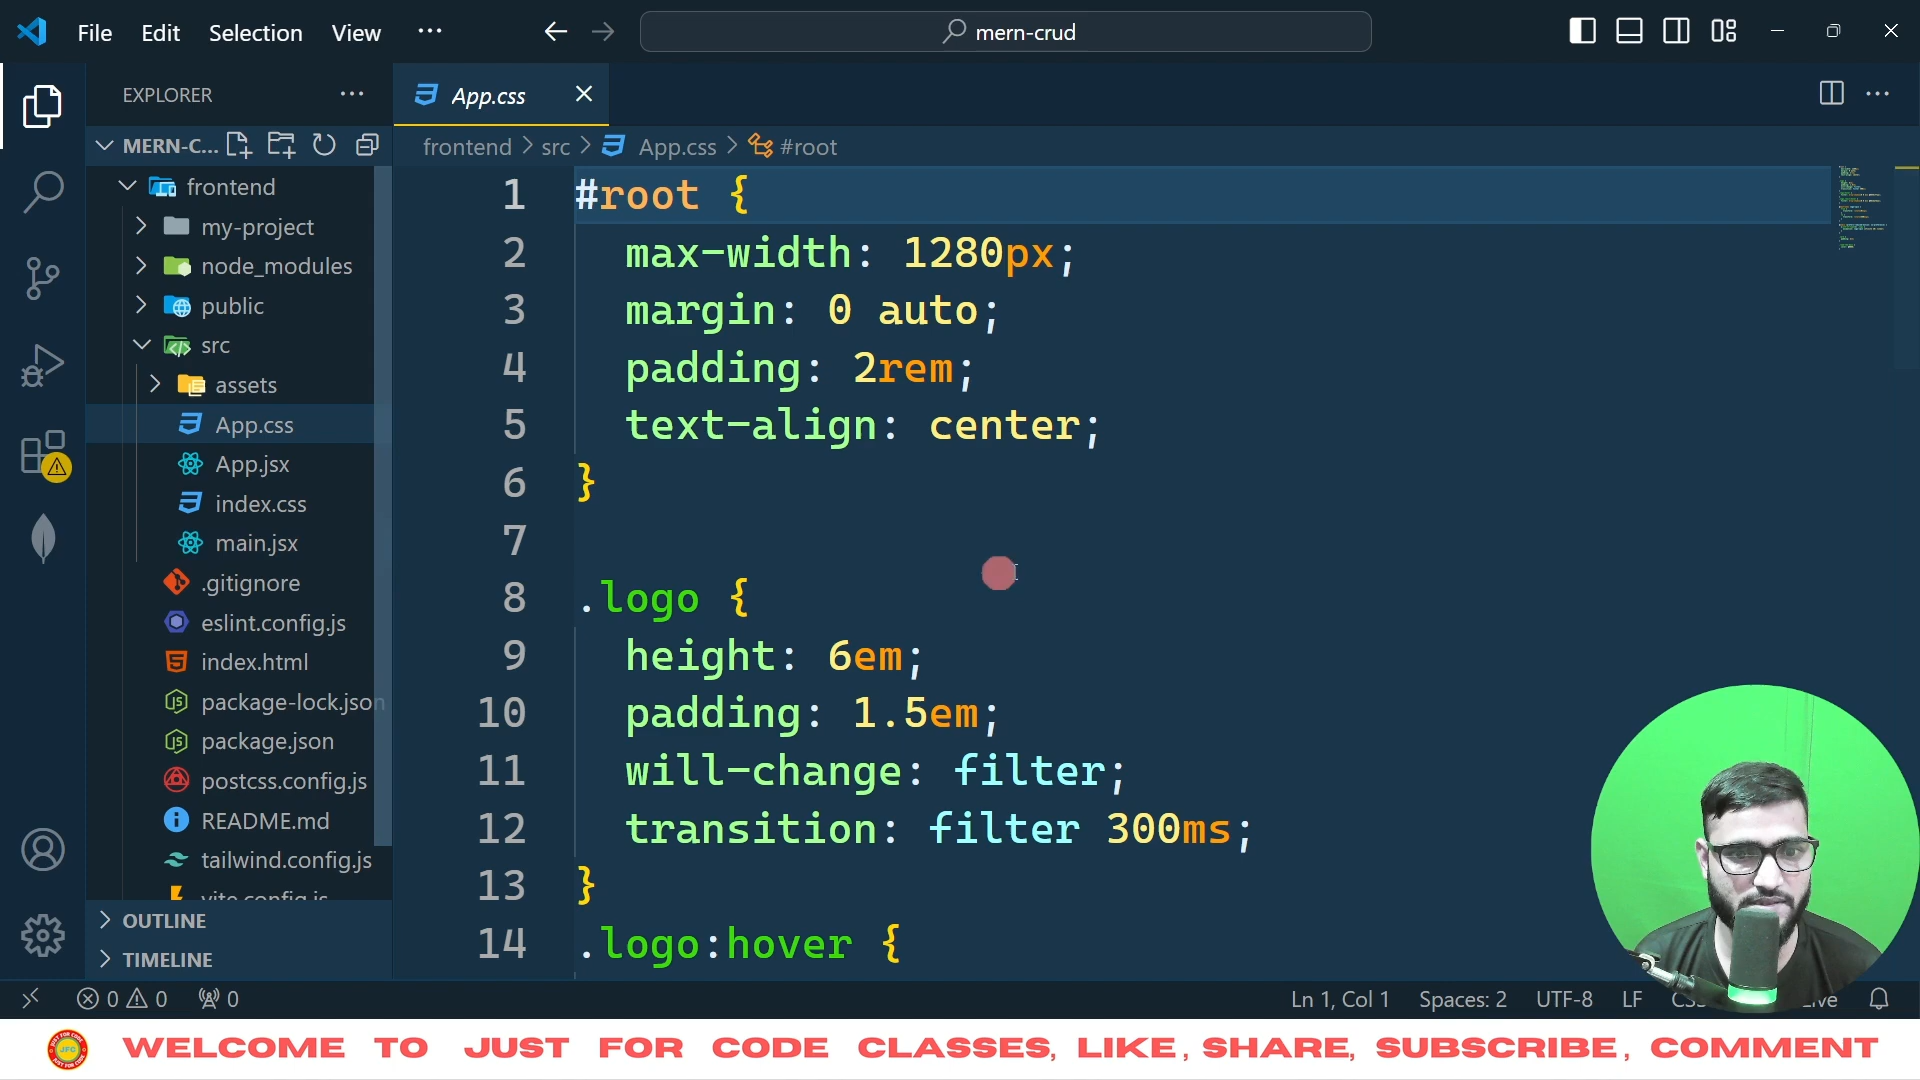 File Edit Selection View ...
mern-crud
EXPLORER ...
App.css
MERN-C...
frontend > src > App.css > #root
frontend
my-project
node_modules
public
src
assets
App.css
App.jsx
index.css
main.jsx
.gitignore
eslint.config.js
index.html
package-lock.json
package.json
postcss.config.js
README.md
tailwind.config.js
vite.config.js
OUTLINE
TIMELINE
1 #root {
2 max-width: 1280px;
3 margin: 0 auto;
4 padding: 2rem;
5 text-align: center;
6 }
7
8 .logo {
9 height: 6em;
10 padding: 1.5em;
11 will-change: filter;
12 transition: filter 300ms;
13 }
14 .logo:hover {
0 0 0
Ln 1, Col 1 Spaces: 2 UTF-8 LF CSS Live
WELCOME TO JUST FOR CODE CLASSES, LIKE, SHARE, SUBSCRIBE, COMMENT